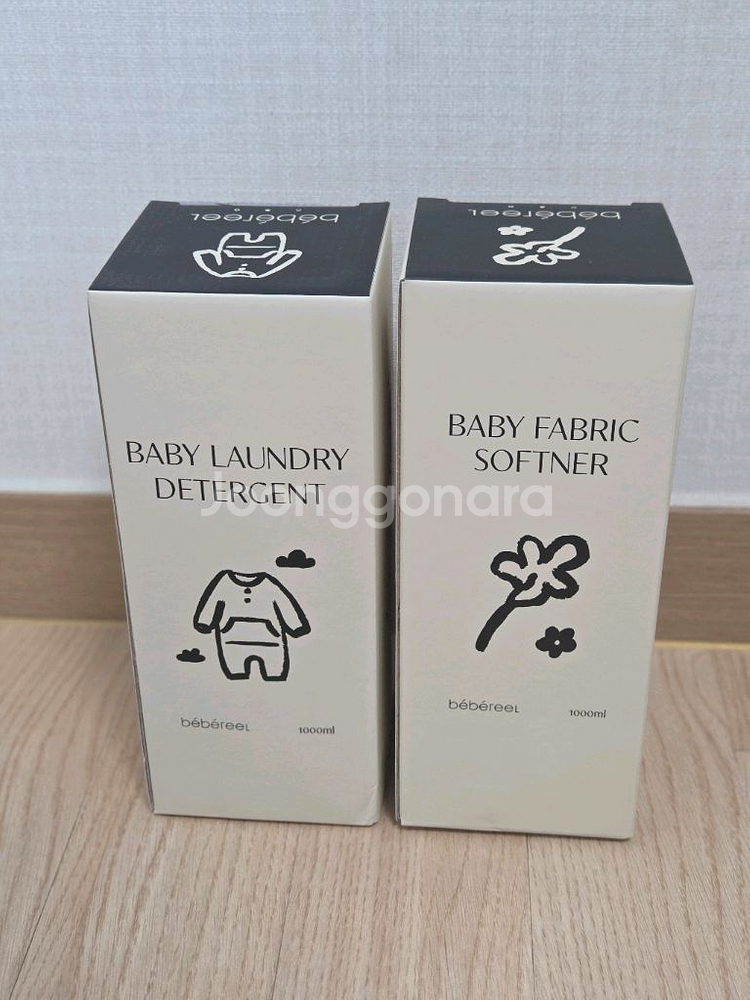 bébéreel
bébéreel
BABY LAUNDRY
DETERGENT
bébéreel 1000ml
BABY FABRIC
SOFTNER
bébéreel 1000ml
Joonggonara